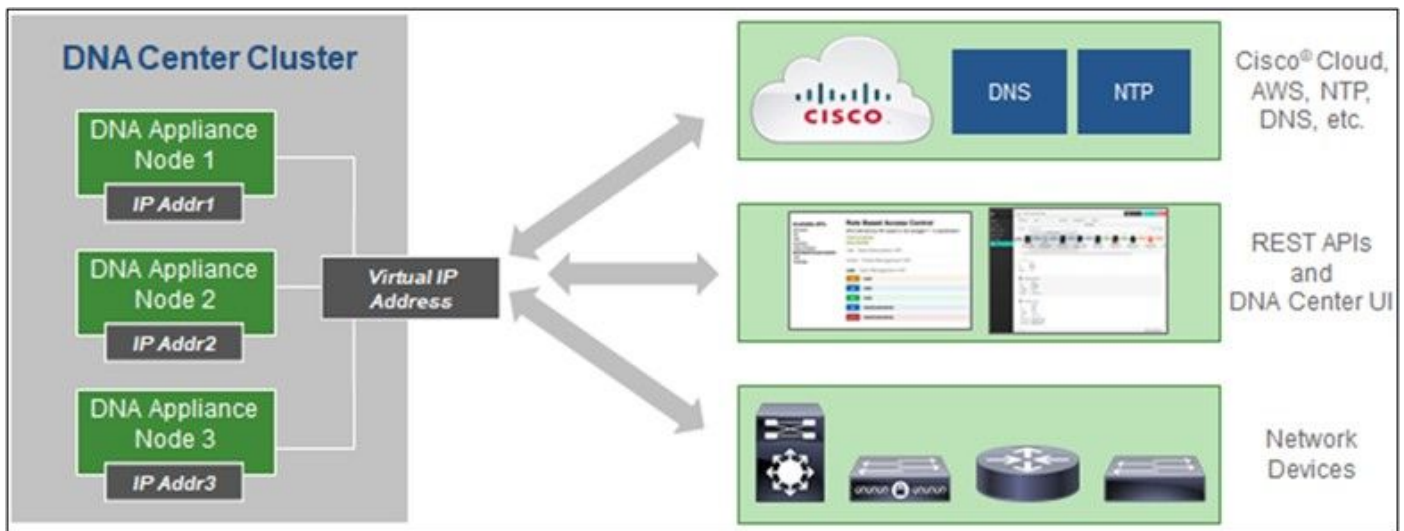 DNA Center Cluster
DNA Appliance
Node 1
IP Addr1
DNA Appliance
Node 2
IP Addr2
DNA Appliance
Node 3
IP Addr3
Virtual IP
Address
CISCO
DNS
NTP
Cisco® Cloud,
AWS, NTP,
DNS, etc.
Role Based Access Control
REST APIs
and
DNA Center UI
Network
Devices